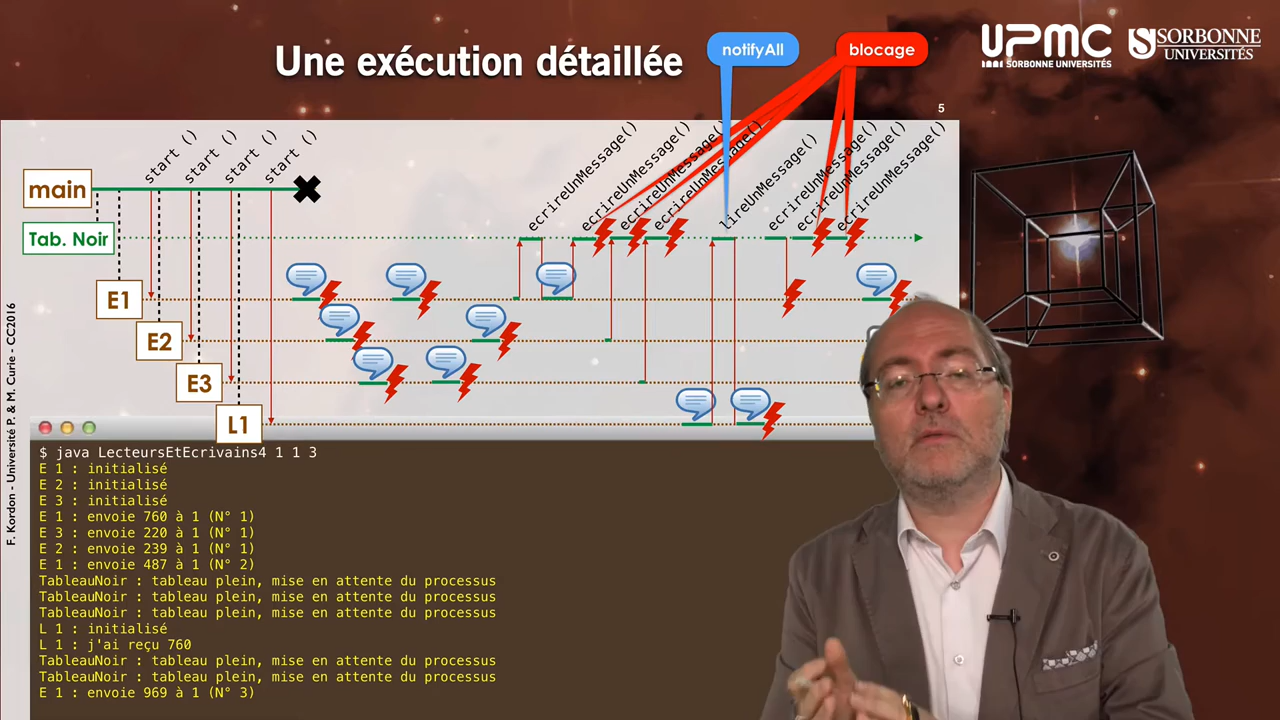 Une exécution détaillée
notifyAll
blocage
UPMC
SORBONNE UNIVERSITÉS
SORBONNE
UNIVERSITÉS
5
start ()
start ()
start ()
start ()
ecrireUnMessage()
ecrireUnMessage()
ecrireUnMessage()
ecrireUnMessage()
lireUnMessage()
ecrireUnMessage()
ecrireUnMessage()
ecrireUnMessage()
main
Tab. Noir
E1
E2
E3
L1
F. Kordon - Université P. & M. Curie - CC2016
$ java LecteursEtEcrivains4 1 1 3
E 1 : initialisé
E 2 : initialisé
E 3 : initialisé
E 1 : envoie 760 à 1 (N° 1)
E 3 : envoie 220 à 1 (N° 1)
E 2 : envoie 239 à 1 (N° 1)
E 1 : envoie 487 à 1 (N° 2)
TableauNoir : tableau plein, mise en attente du processus
TableauNoir : tableau plein, mise en attente du processus
TableauNoir : tableau plein, mise en attente du processus
L 1 : initialisé
L 1 : j'ai reçu 760
TableauNoir : tableau plein, mise en attente du processus
TableauNoir : tableau plein, mise en attente du processus
E 1 : envoie 969 à 1 (N° 3)